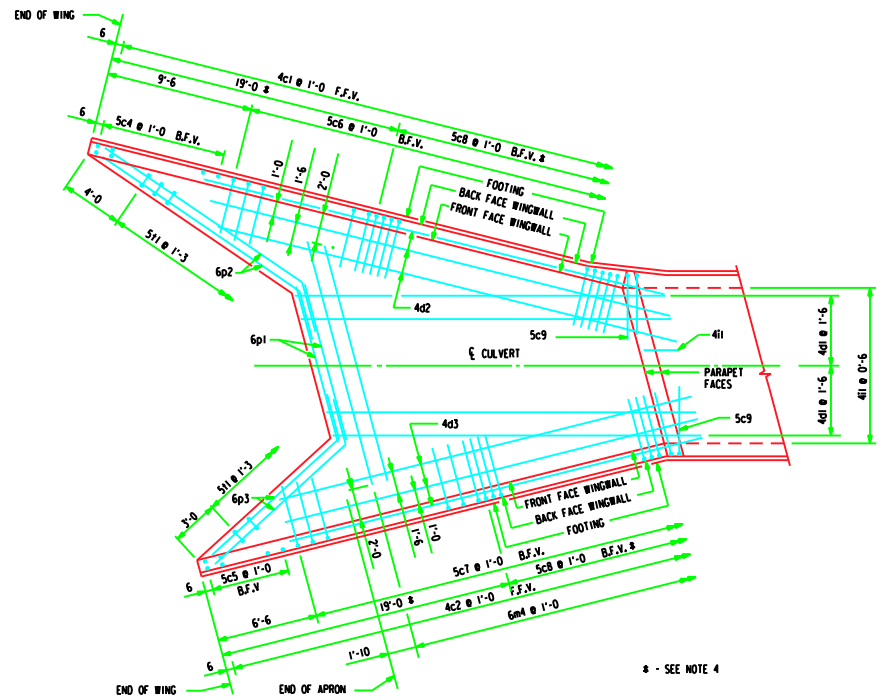 END OF WING
6
4c1 @ 1'-0 F.F.V.
19'-0 *
9'-6
5c8 @ 1'-0 B.F.V. *
5c6 @ 1'-0 B.F.V.
6
5c4 @ 1'-0 B.F.V.
1'-0
1'-6
2'-0
FOOTING
BACK FACE WINGWALL
FRONT FACE WINGWALL
4'-0
5t1 @ 1'-3
6p2
4d2
5c9
4i1
6p1
℄ CULVERT
PARAPET
FACES
4d1 @ 1'-6
4d1 @ 1'-6
4i1 @ 0'-6
4d3
5c9
5t1 @ 1'-3
6p3
3'-0
FRONT FACE WINGWALL
BACK FACE WINGWALL
FOOTING
2'-0
1'-6
1'-0
6
5c5 @ 1'-0
B.F.V
5c7 @ 1'-0 B.F.V.
5c8 @ 1'-0 B.F.V. *
6'-6
19'-0 *
4c2 @ 1'-0 F.F.V.
6m4 @ 1'-0
6
1'-10
END OF WING
END OF APRON
* - SEE NOTE 4